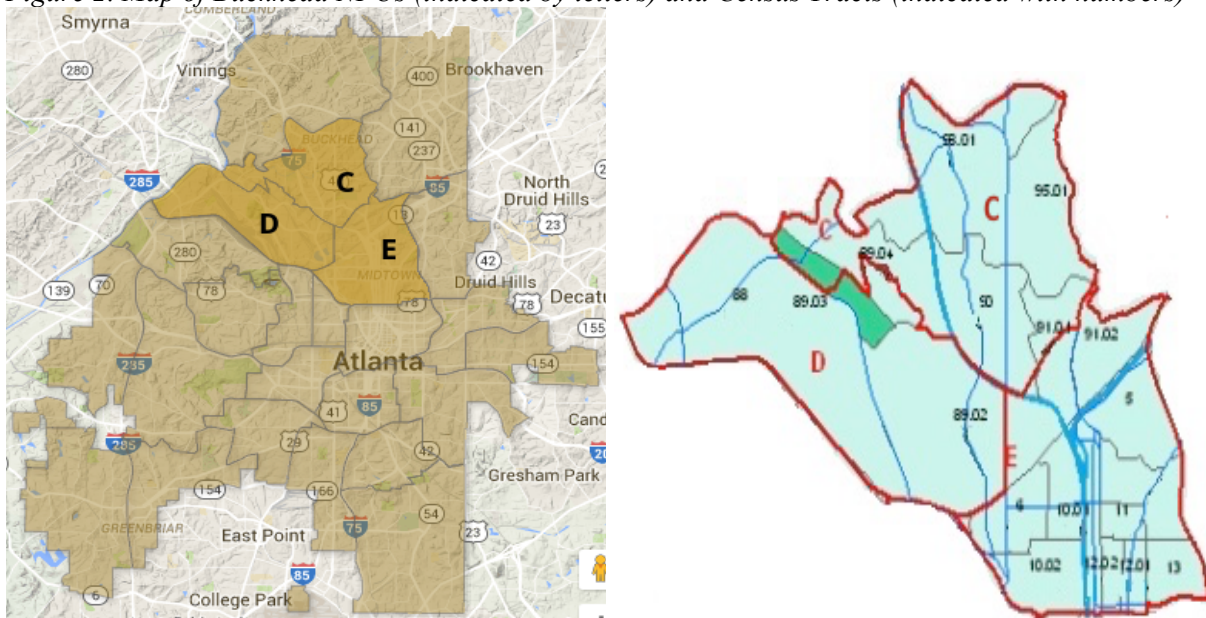 Figure 2: Map of Buckhead NPUs (indicated by letters) and Census Tracts (indicated with numbers)
Smyrna
280
Vinings
400
Brookhaven
BUCKHEAD
141
237
75
285
C
85
North
Druid Hills
23
D
13
E
280
MIDTOWN
42
Druid Hills
139
70
78
78
78
Decatu
155
Atlanta
285
154
41
85
285
29
42
Cand
20
Gresham Park
154
166
54
GREENBRIAR
75
23
East Point
85
6
College Park
98.01
C
95.01
C
89.04
88
89.03
90
91.01
91.02
D
5
89.02
E
6
10.01
11
10.02
12.02
12.01
13